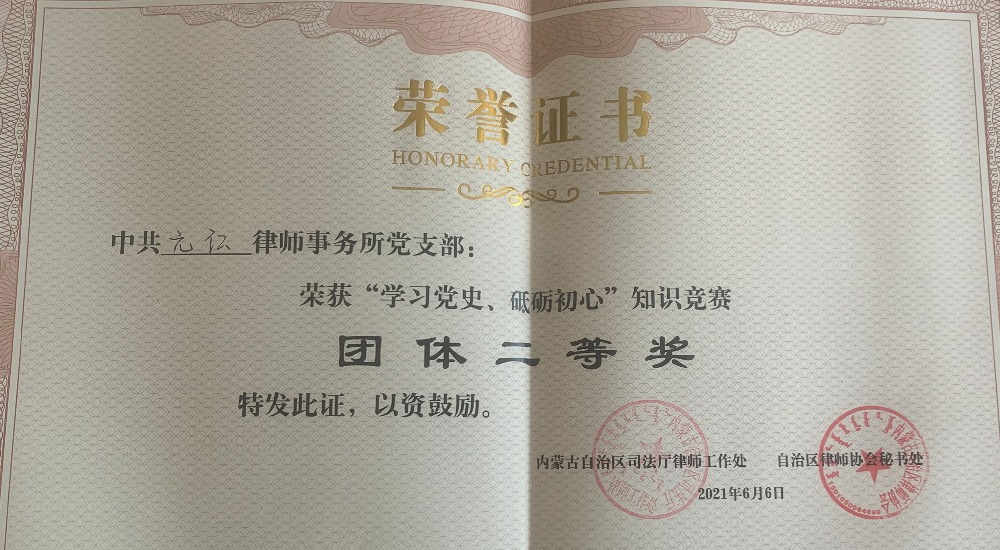 荣誉证书
HONORARY CREDENTIAL
中共元弘律师事务所党支部：
荣获“学习党史、砥砺初心”知识竞赛
团体二等奖
特发此证，以资鼓励。
内蒙古自治区司法厅律师工作处 自治区律师协会秘书处
2021年6月6日